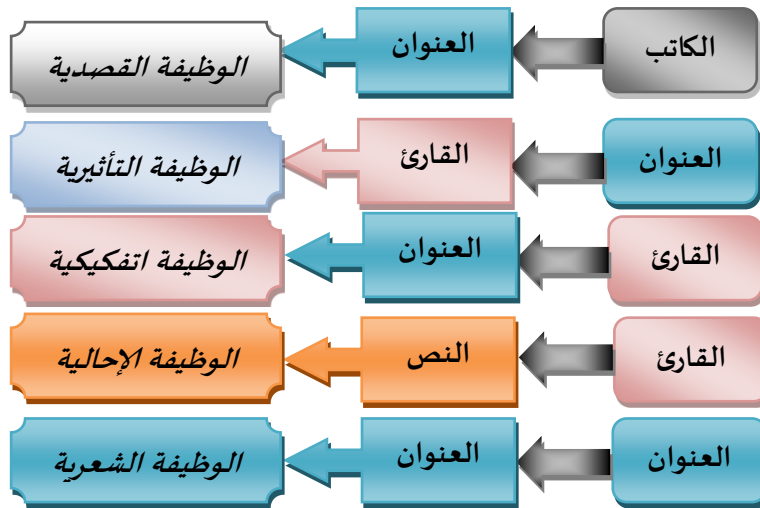 الكاتب العنوان الوظيفة القصدية
العنوان القارئ الوظيفة التأثيرية
القارئ العنوان الوظيفة اتفكيكية
القارئ النص الوظيفة الإحالية
العنوان العنوان الوظيفة الشعرية